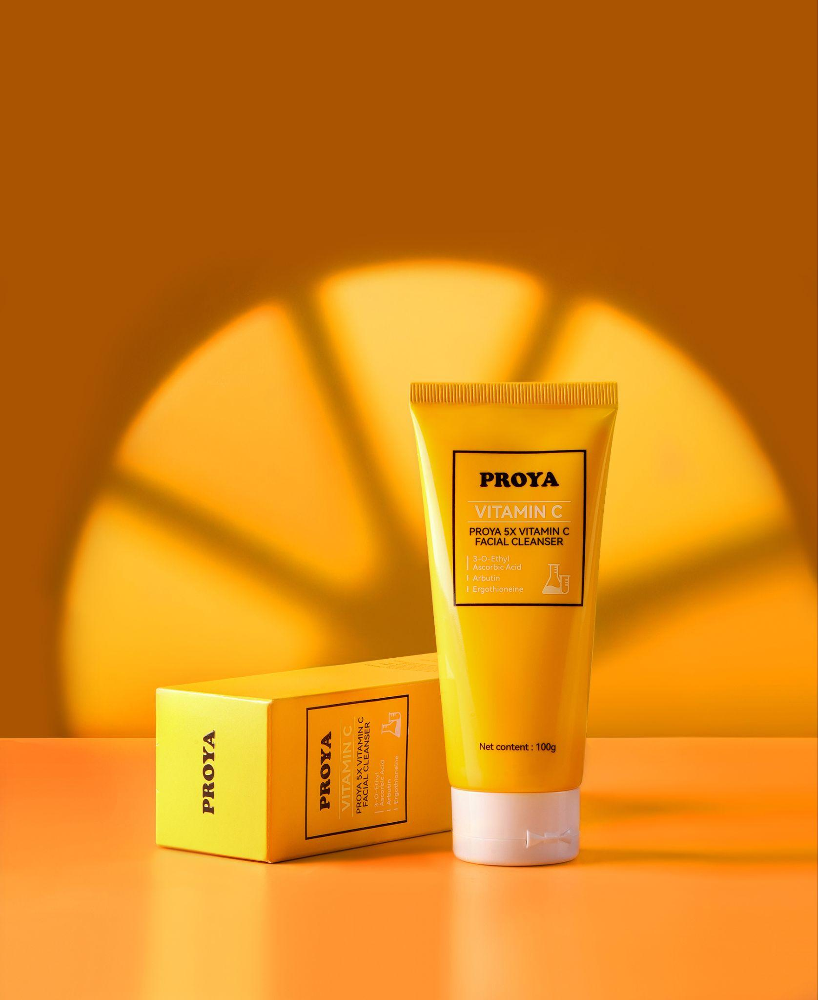 PROYA
VITAMIN C
PROYA 5X VITAMIN C
FACIAL CLEANSER
3-O-Ethyl
Ascorbic Acid
Arbutin
Ergothioneine
Net content : 100g
PROYA
PROYA
VITAMIN C
PROYA 5X VITAMIN C
FACIAL CLEANSER
3-O-Ethyl
Ascorbic Acid
Arbutin
Ergothioneine